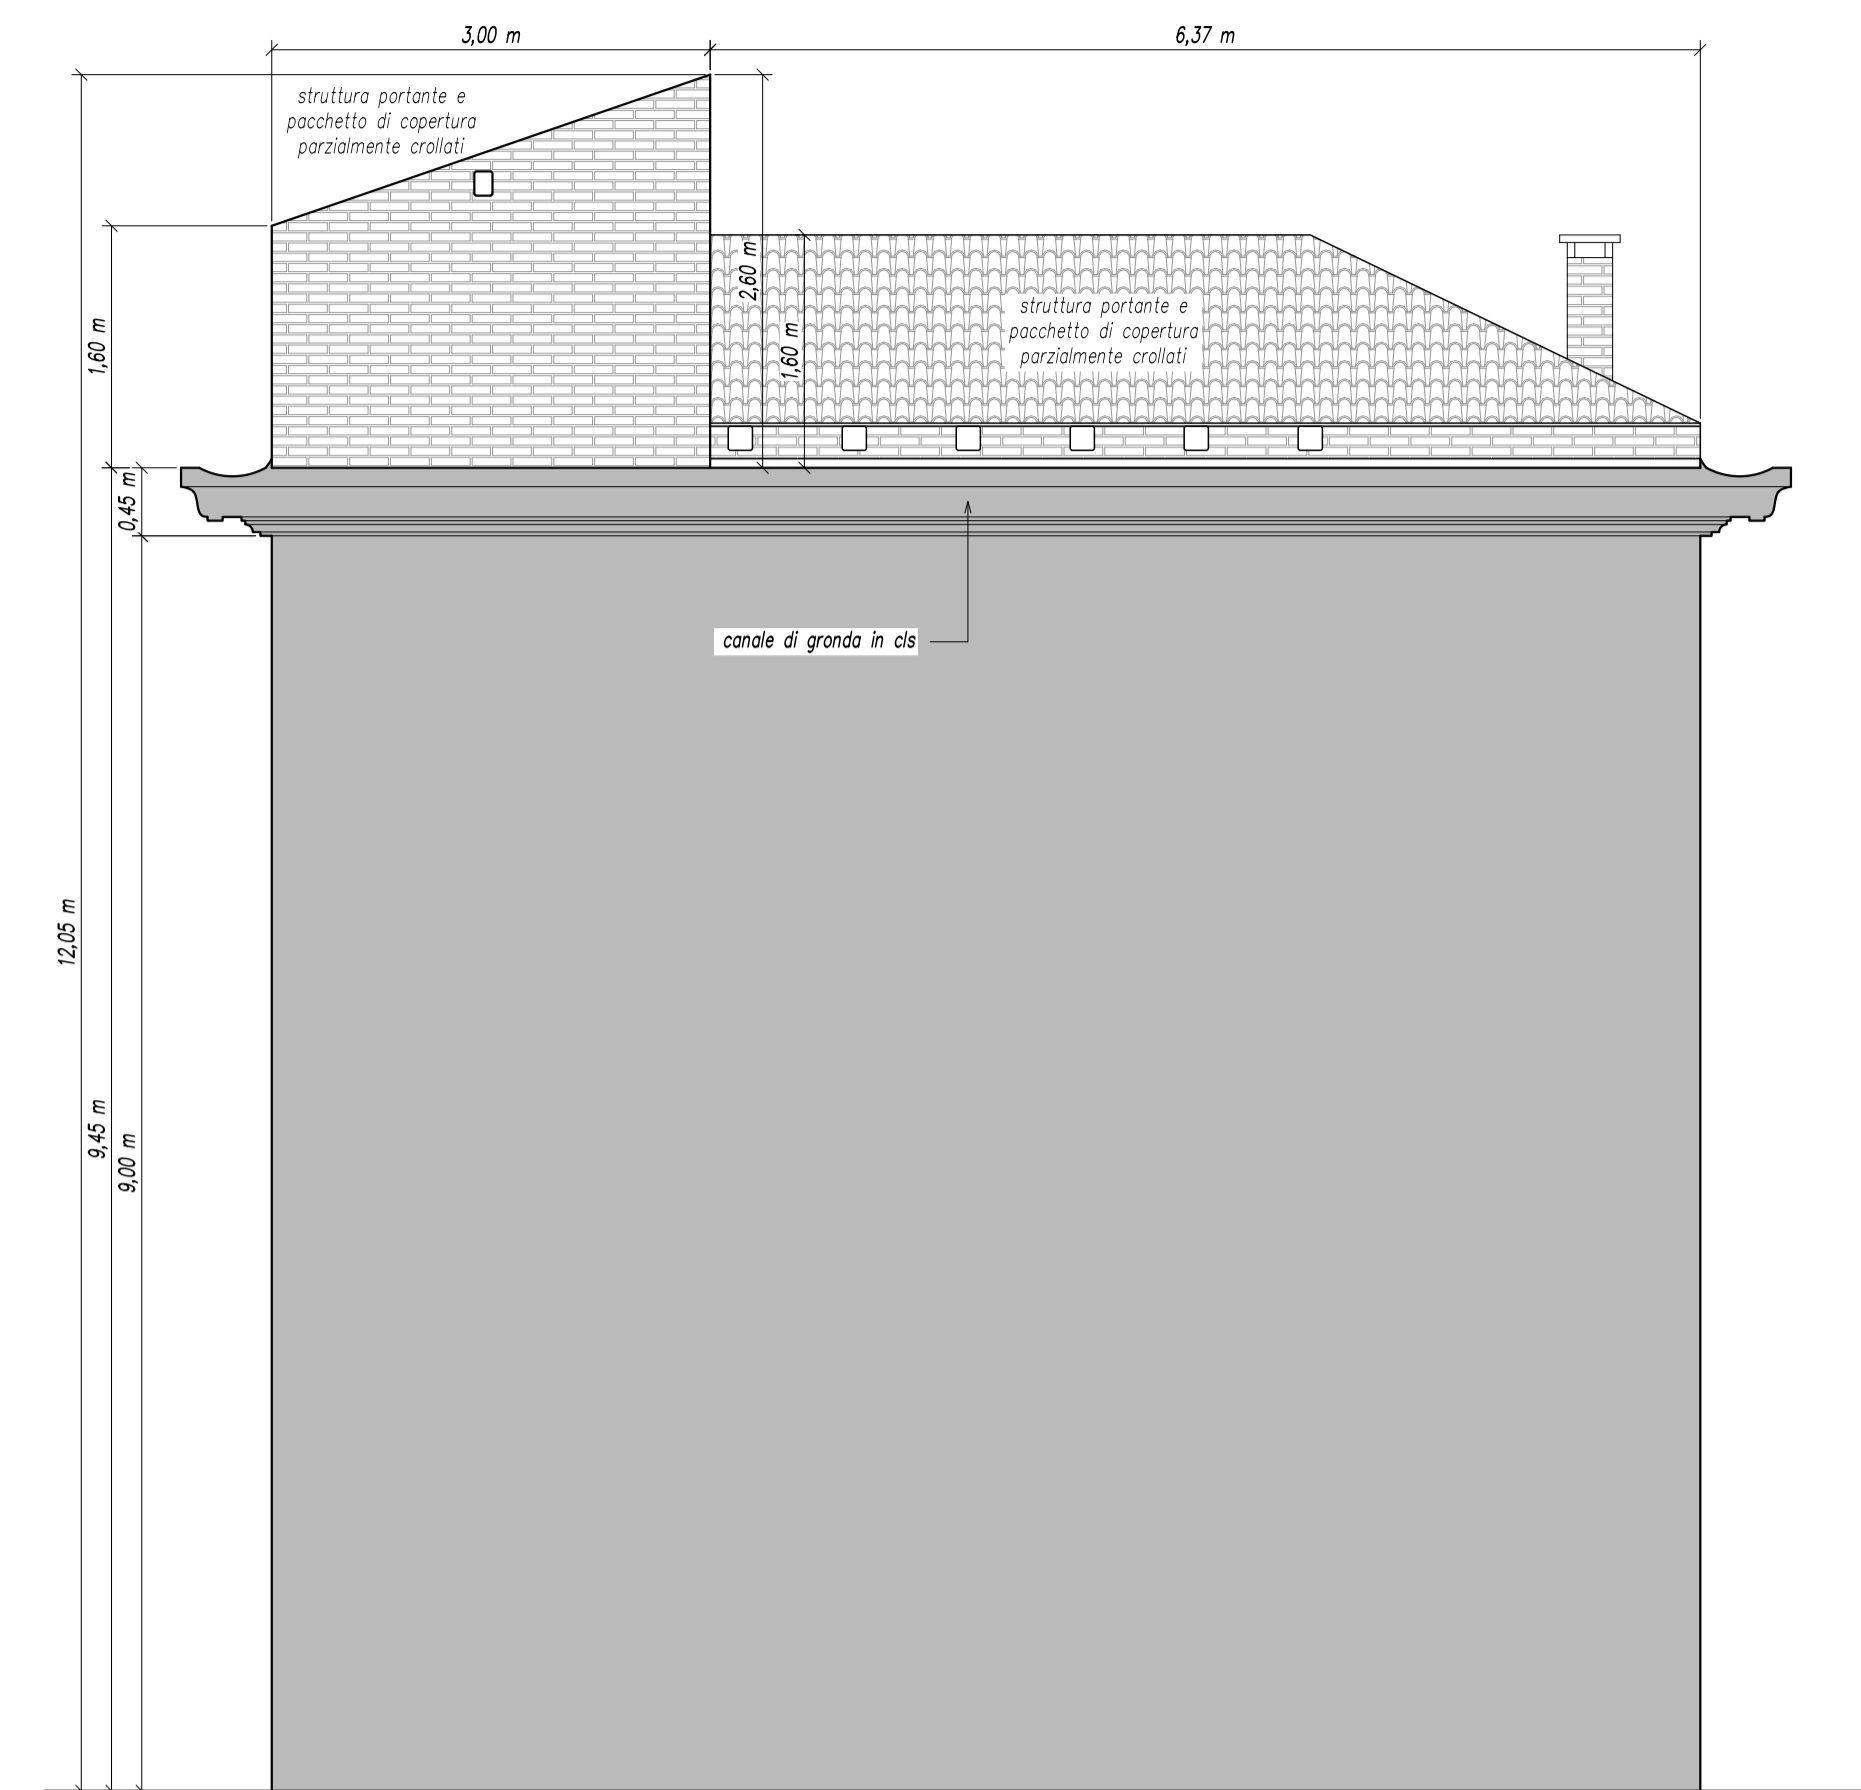 3,00 m
6,37 m
struttura portante e
pacchetto di copertura
parzialmente crollati
2,60 m
1,60 m
1,60 m
struttura portante e
pacchetto di copertura
parzialmente crollati
0,45 m
canale di gronda in cls
12,05 m
9,45 m
9,00 m